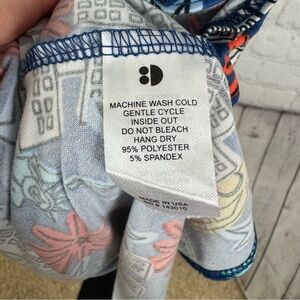 MACHINE WASH COLD
GENTLE CYCLE
INSIDE OUT
DO NOT BLEACH
HANG DRY
95% POLYESTER
5% SPANDEX
MADE IN USA
143010